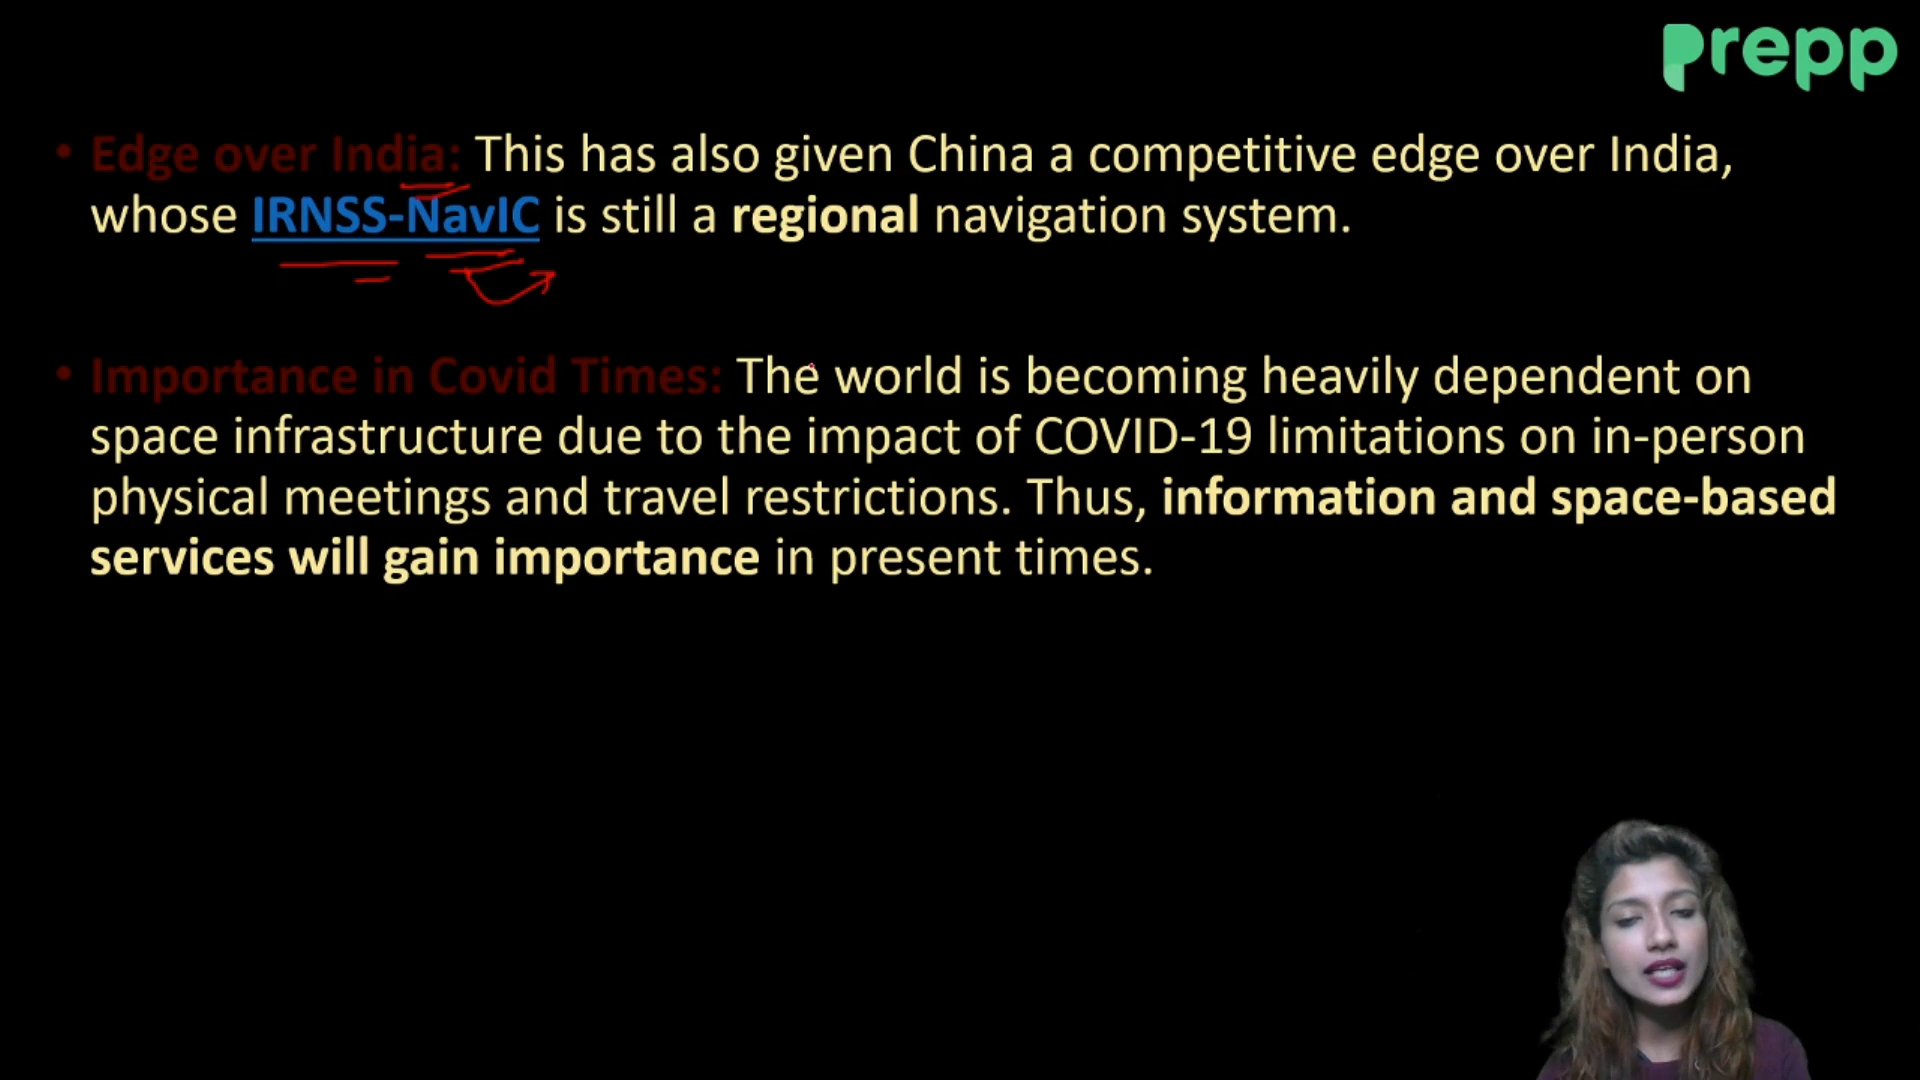 prepp
• Edge over India: This has also given China a competitive edge over India,
whose IRNSS-NavIC is still a regional navigation system.
• Importance in Covid Times: The world is becoming heavily dependent on
space infrastructure due to the impact of COVID-19 limitations on in-person
physical meetings and travel restrictions. Thus, information and space-based
services will gain importance in present times.